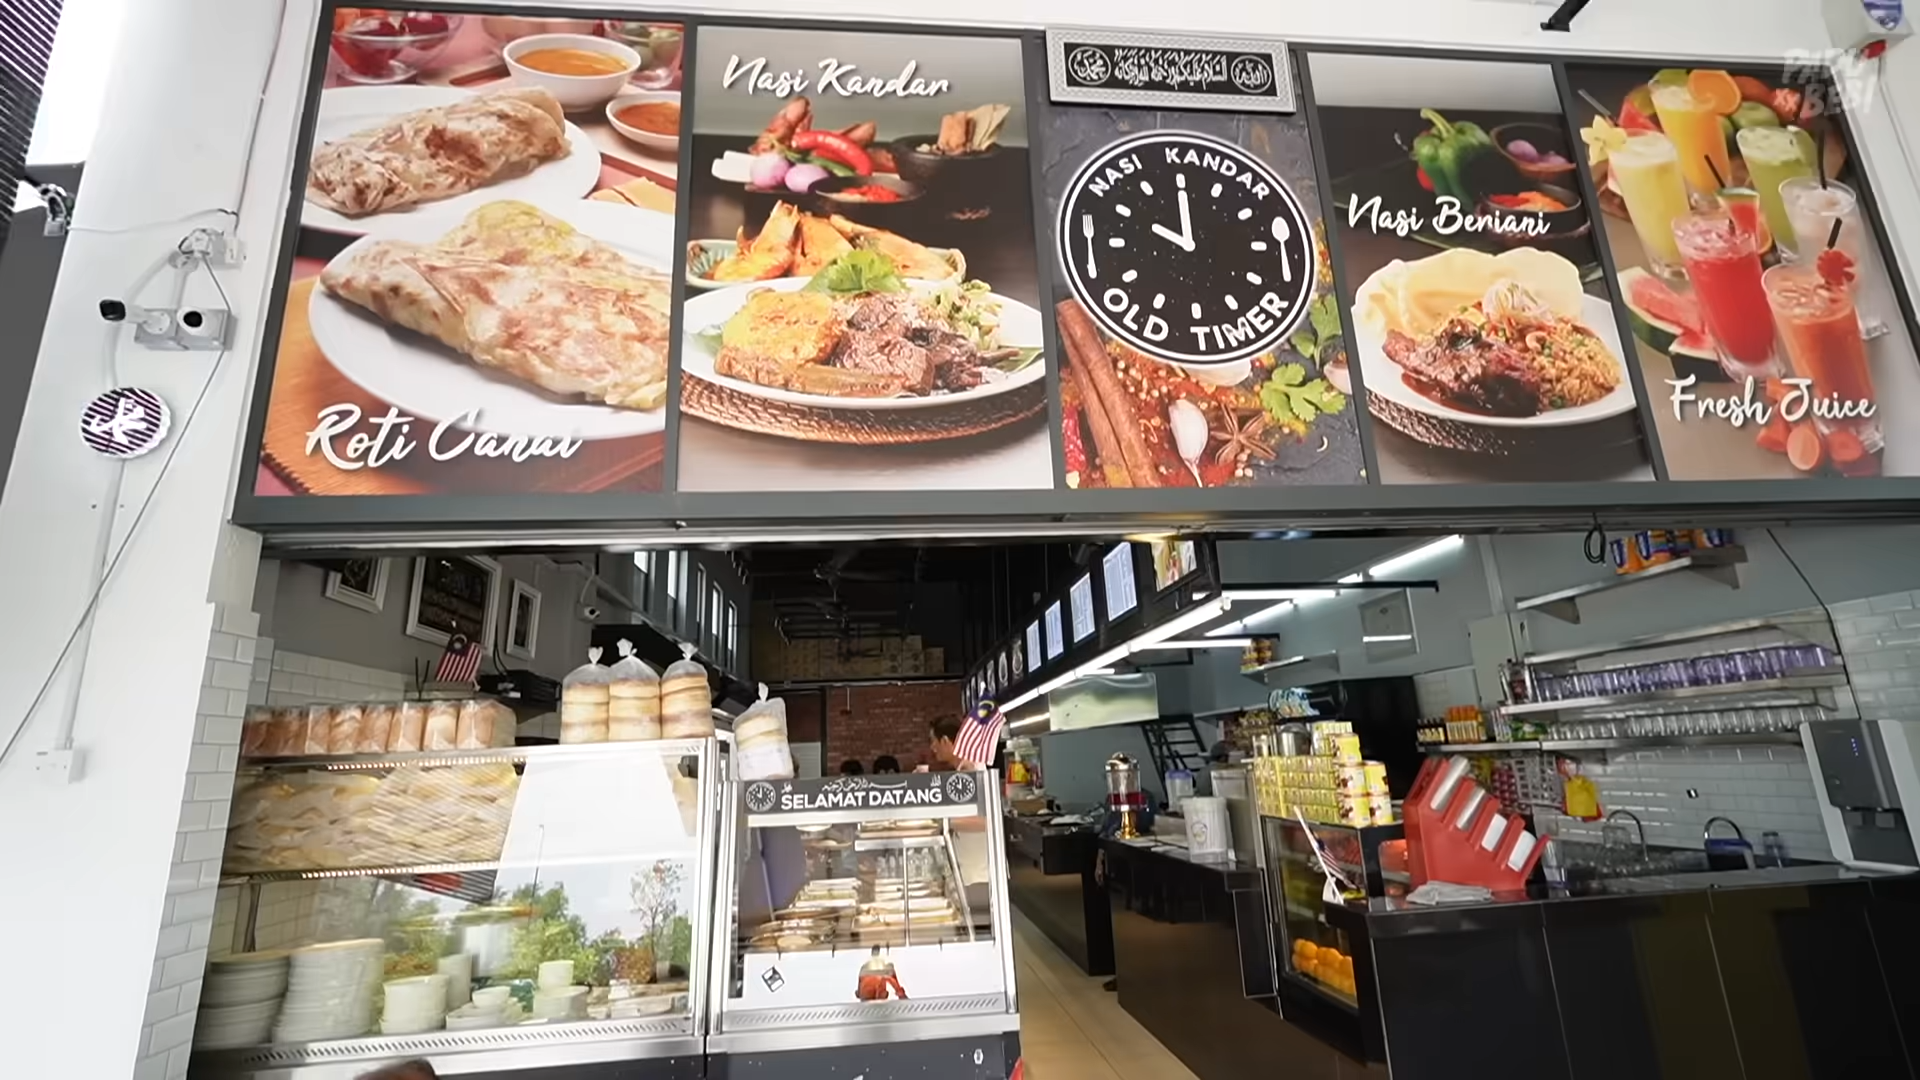 Roti Canai
Nasi Kandar
NASI KANDAR
OLD TIMER
Nasi Beriani
Fresh Juice
SELAMAT DATANG